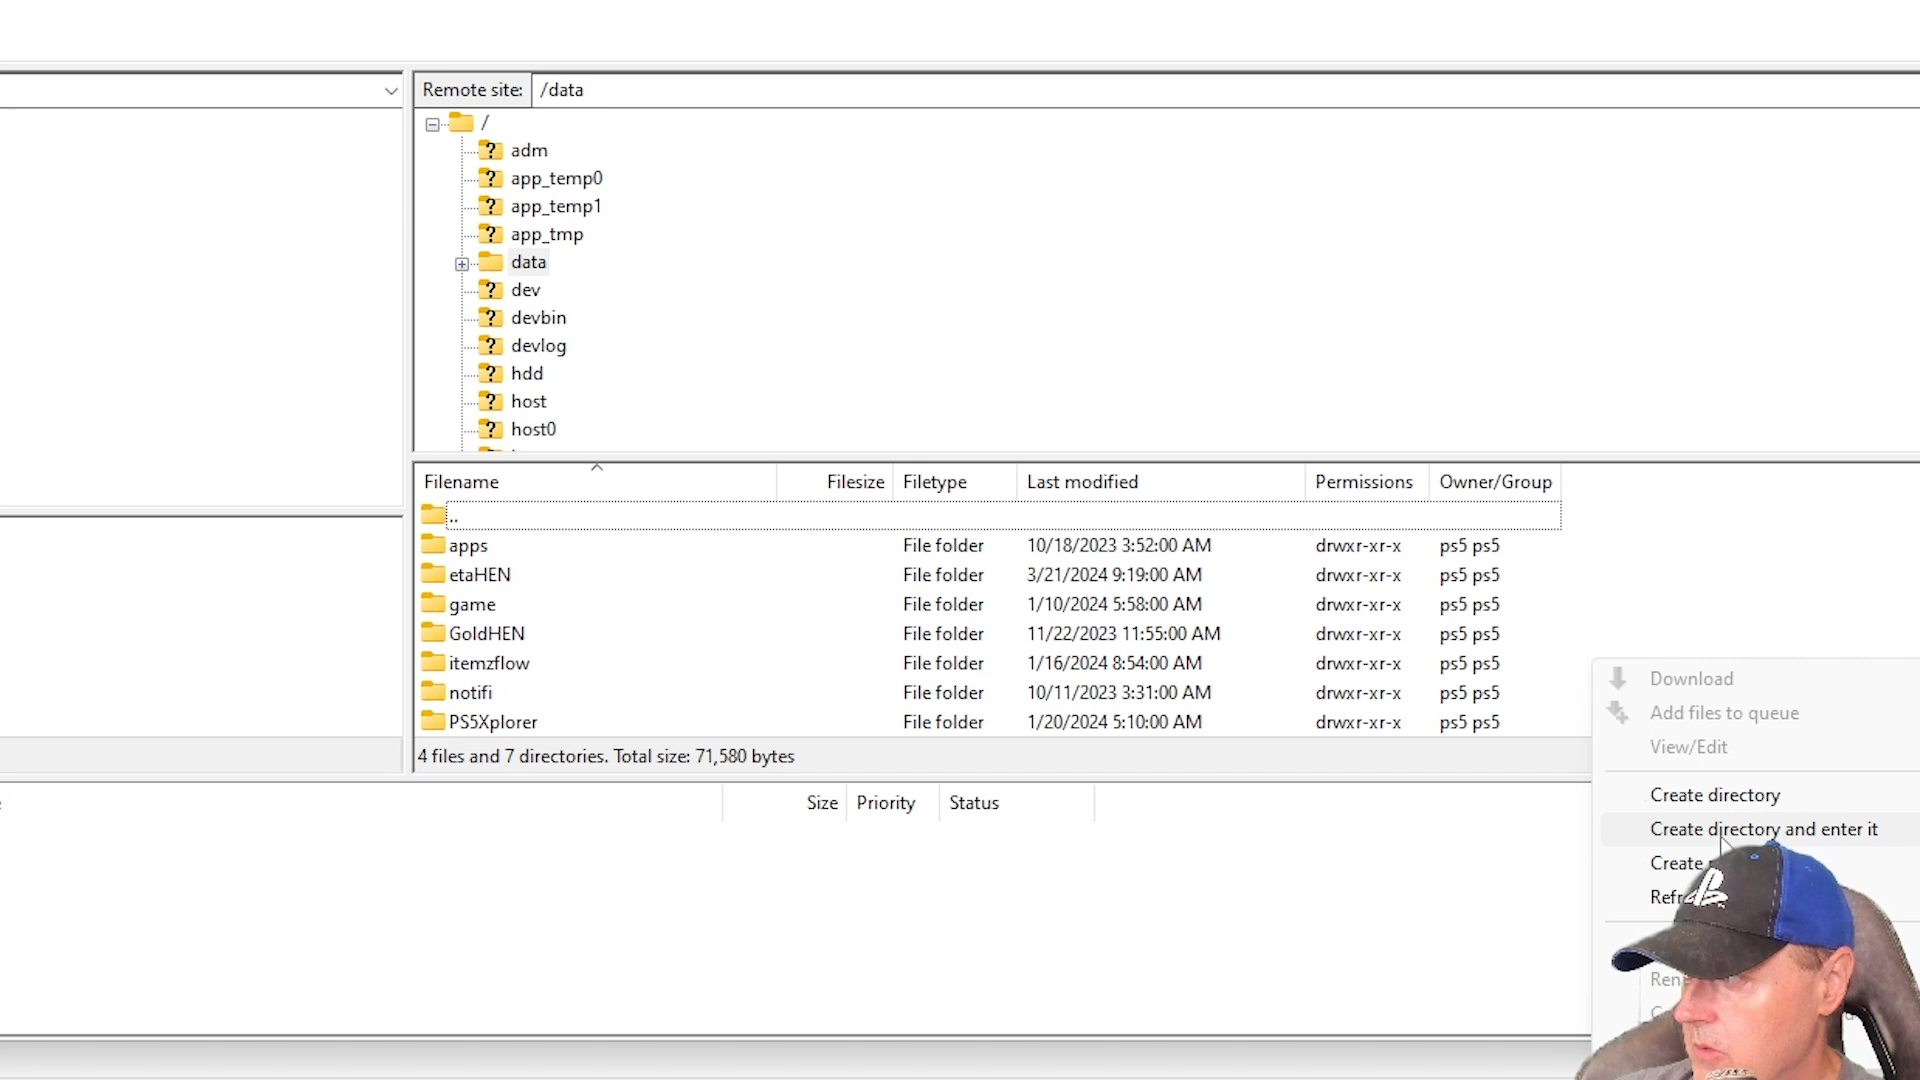 Remote site: /data
/
adm
app_temp0
app_temp1
app_tmp
data
dev
devbin
devlog
hdd
host
host0
Filename Filesize Filetype Last modified Permissions Owner/Group
..
apps File folder 10/18/2023 3:52:00 AM drwxr-xr-x ps5 ps5
etaHEN File folder 3/21/2024 9:19:00 AM drwxr-xr-x ps5 ps5
game File folder 1/10/2024 5:58:00 AM drwxr-xr-x ps5 ps5
GoldHEN File folder 11/22/2023 11:55:00 AM drwxr-xr-x ps5 ps5
itemzflow File folder 1/16/2024 8:54:00 AM drwxr-xr-x ps5 ps5
notifi File folder 10/11/2023 3:31:00 AM drwxr-xr-x ps5 ps5
PS5Xplorer File folder 1/20/2024 5:10:00 AM drwxr-xr-x ps5 ps5
4 files and 7 directories. Total size: 71,580 bytes
Size Priority Status
Download
Add files to queue
View/Edit
Create directory
Create directory and enter it
Create